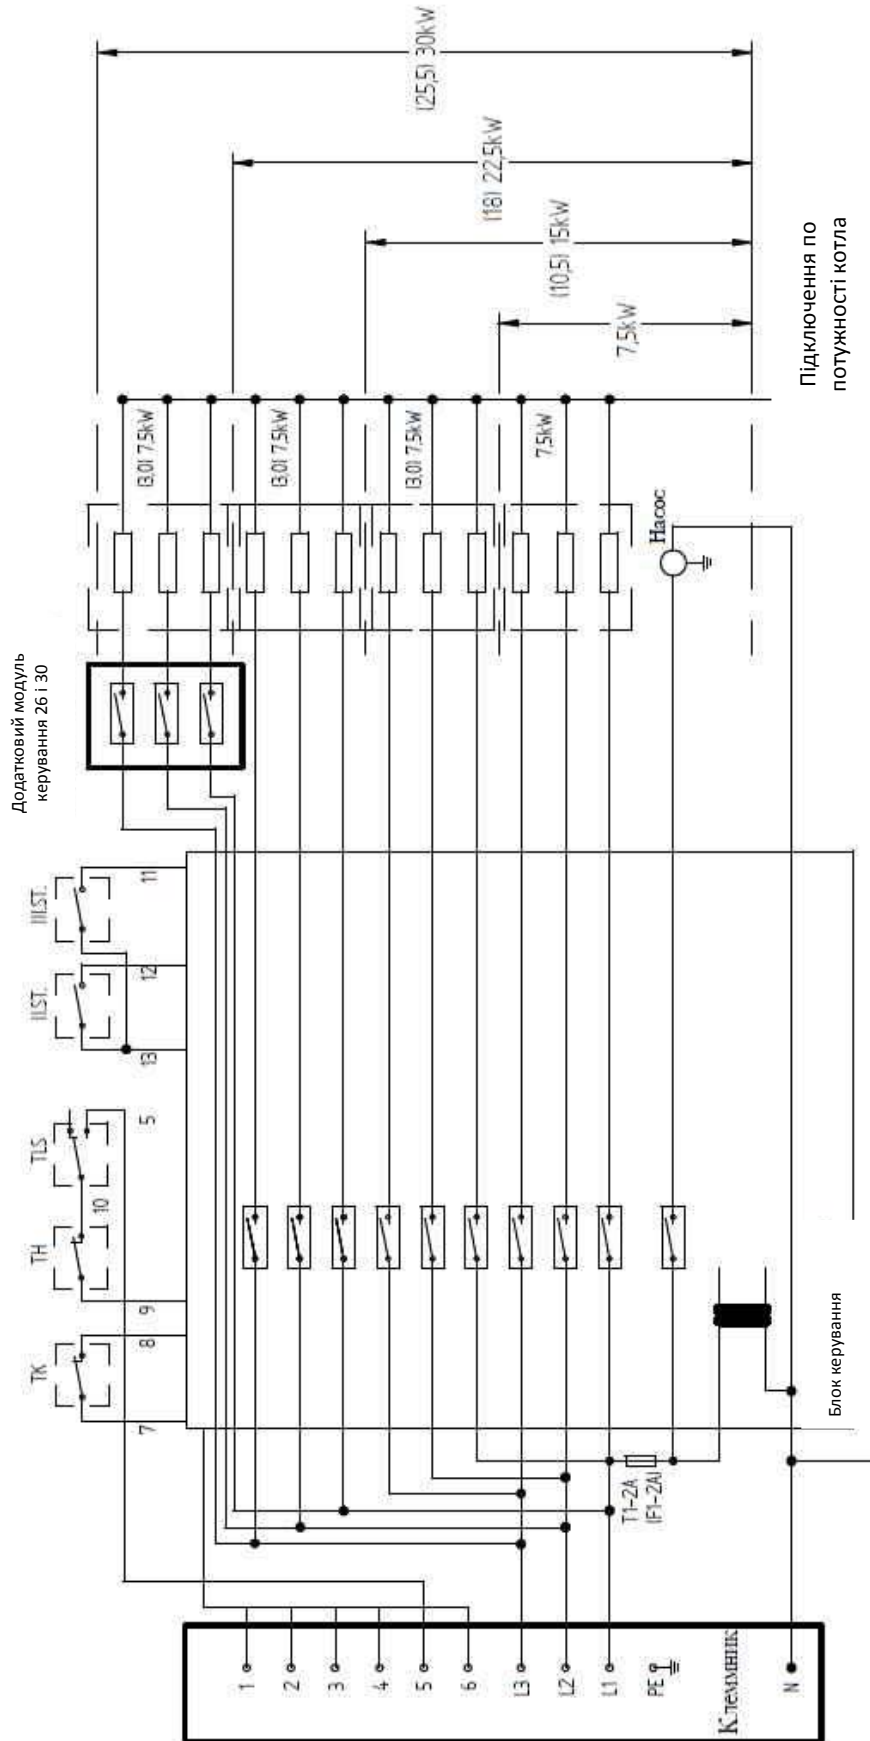 (25,5) 30kW
(18) 22,5kW
(10,5) 15kW
7,5kW
Підключення по
потужності котла
(3,0) 7,5kW
(3,0) 7,5kW
(3,0) 7,5kW
7,5kW
Насос
Додатковий модуль
керування 26 і 30
III.ST.
II.ST.
TLS
TH
TK
11
12
13
5
10
9
8
7
Блок керування
T1-2A
(F1-2A)
1
2
3
4
5
6
L3
L2
L1
PE
Клеммник
N